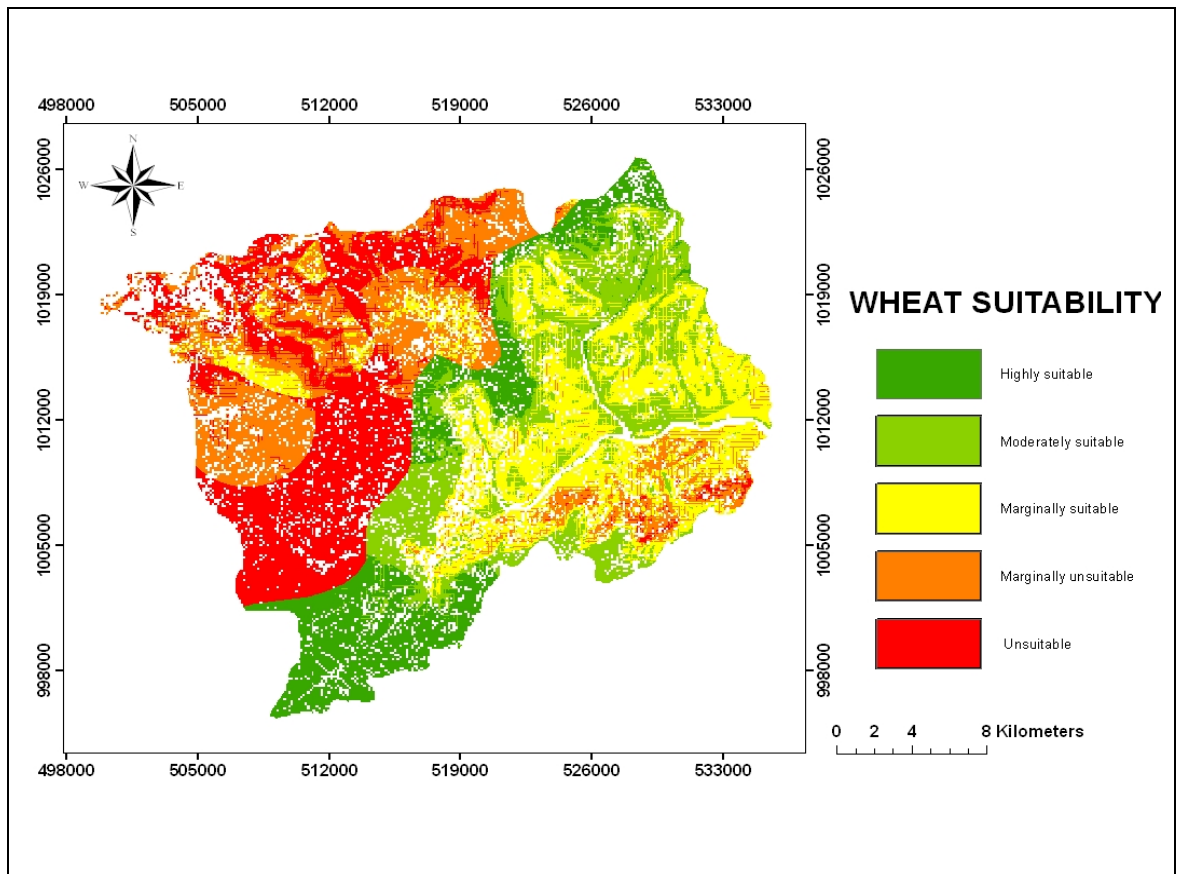 498000 505000 512000 519000 526000 533000
N
W E
S
1026000 1026000
1019000 1019000
WHEAT SUITABILITY
Highly suitable
1012000 1012000
Moderately suitable
Marginally suitable
1005000 1005000
Marginally unsuitable
Unsuitable
998000 998000
0 2 4 8 Kilometers
498000 505000 512000 519000 526000 533000